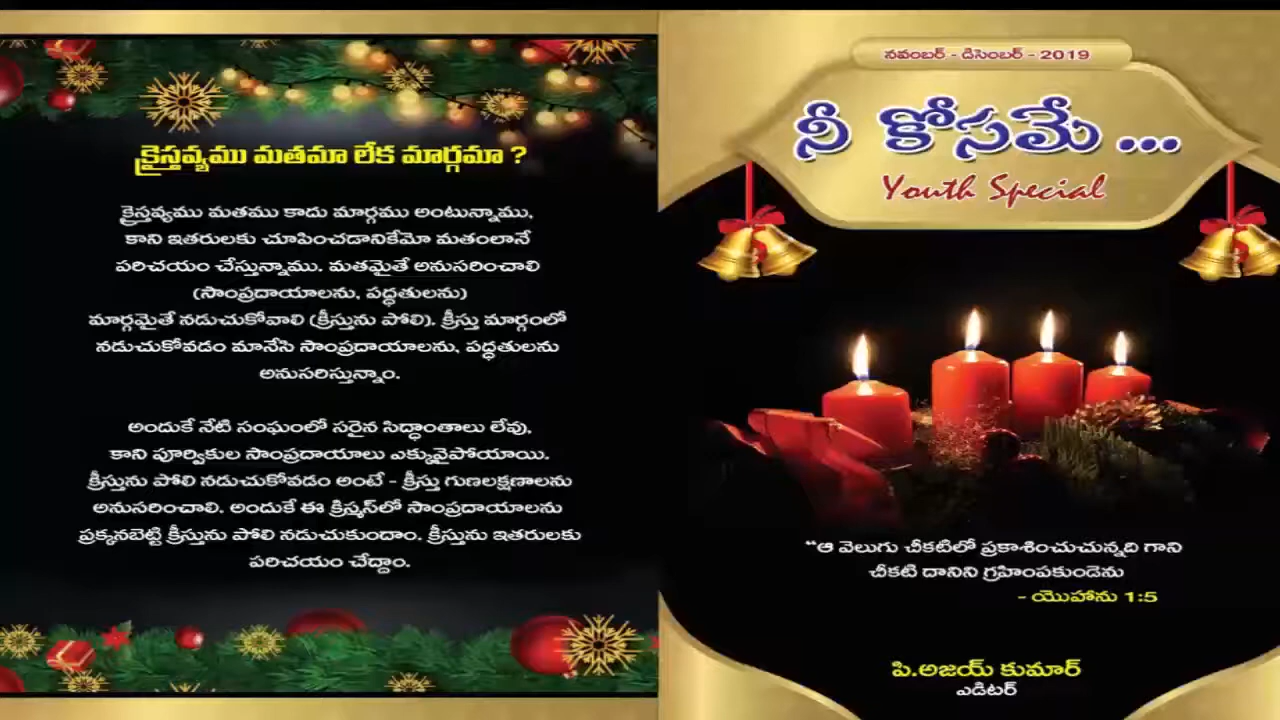 క్రైస్తవ్యము మతమా లేక మార్గమా ?
క్రైస్తవ్యము మతము కాదు మార్గము అంటున్నాము,
కాని ఇతరులకు చూపించడానికేమో మతంలానే
పరిచయం చేస్తున్నాము. మతమైతే అనుసరించాలి
(సాంప్రదాయాలను, పద్ధతులను)
మార్గమైతే నడుచుకోవాలి (క్రీస్తును పోలి). క్రీస్తు మార్గంలో
నడుచుకోవడం మానేసి సాంప్రదాయాలను, పద్ధతులను
అనుసరిస్తున్నాం.
అందుకే నేటి సంఘంలో సరైన సిద్ధాంతాలు లేవు,
కాని పూర్వికుల సాంప్రదాయాలు ఎక్కువైపోయాయి.
క్రీస్తును పోలి నడుచుకోవడం అంటే - క్రీస్తు గుణలక్షణాలను
అనుసరించాలి. అందుకే ఈ క్రిస్మస్‌లో సాంప్రదాయాలను
ప్రక్కనబెట్టి క్రీస్తును పోలి నడుచుకుందాం. క్రీస్తును ఇతరులకు
పరిచయం చేద్దాం.
నవంబర్ - డిసెంబర్ - 2019
నీ కోసమే ...
Youth Special
“ఆ వెలుగు చీకటిలో ప్రకాశించుచున్నది గాని
చీకటి దానిని గ్రహింపకుండెను
- యొహాను 1:5
పి.అజయ్ కుమార్
ఎడిటర్